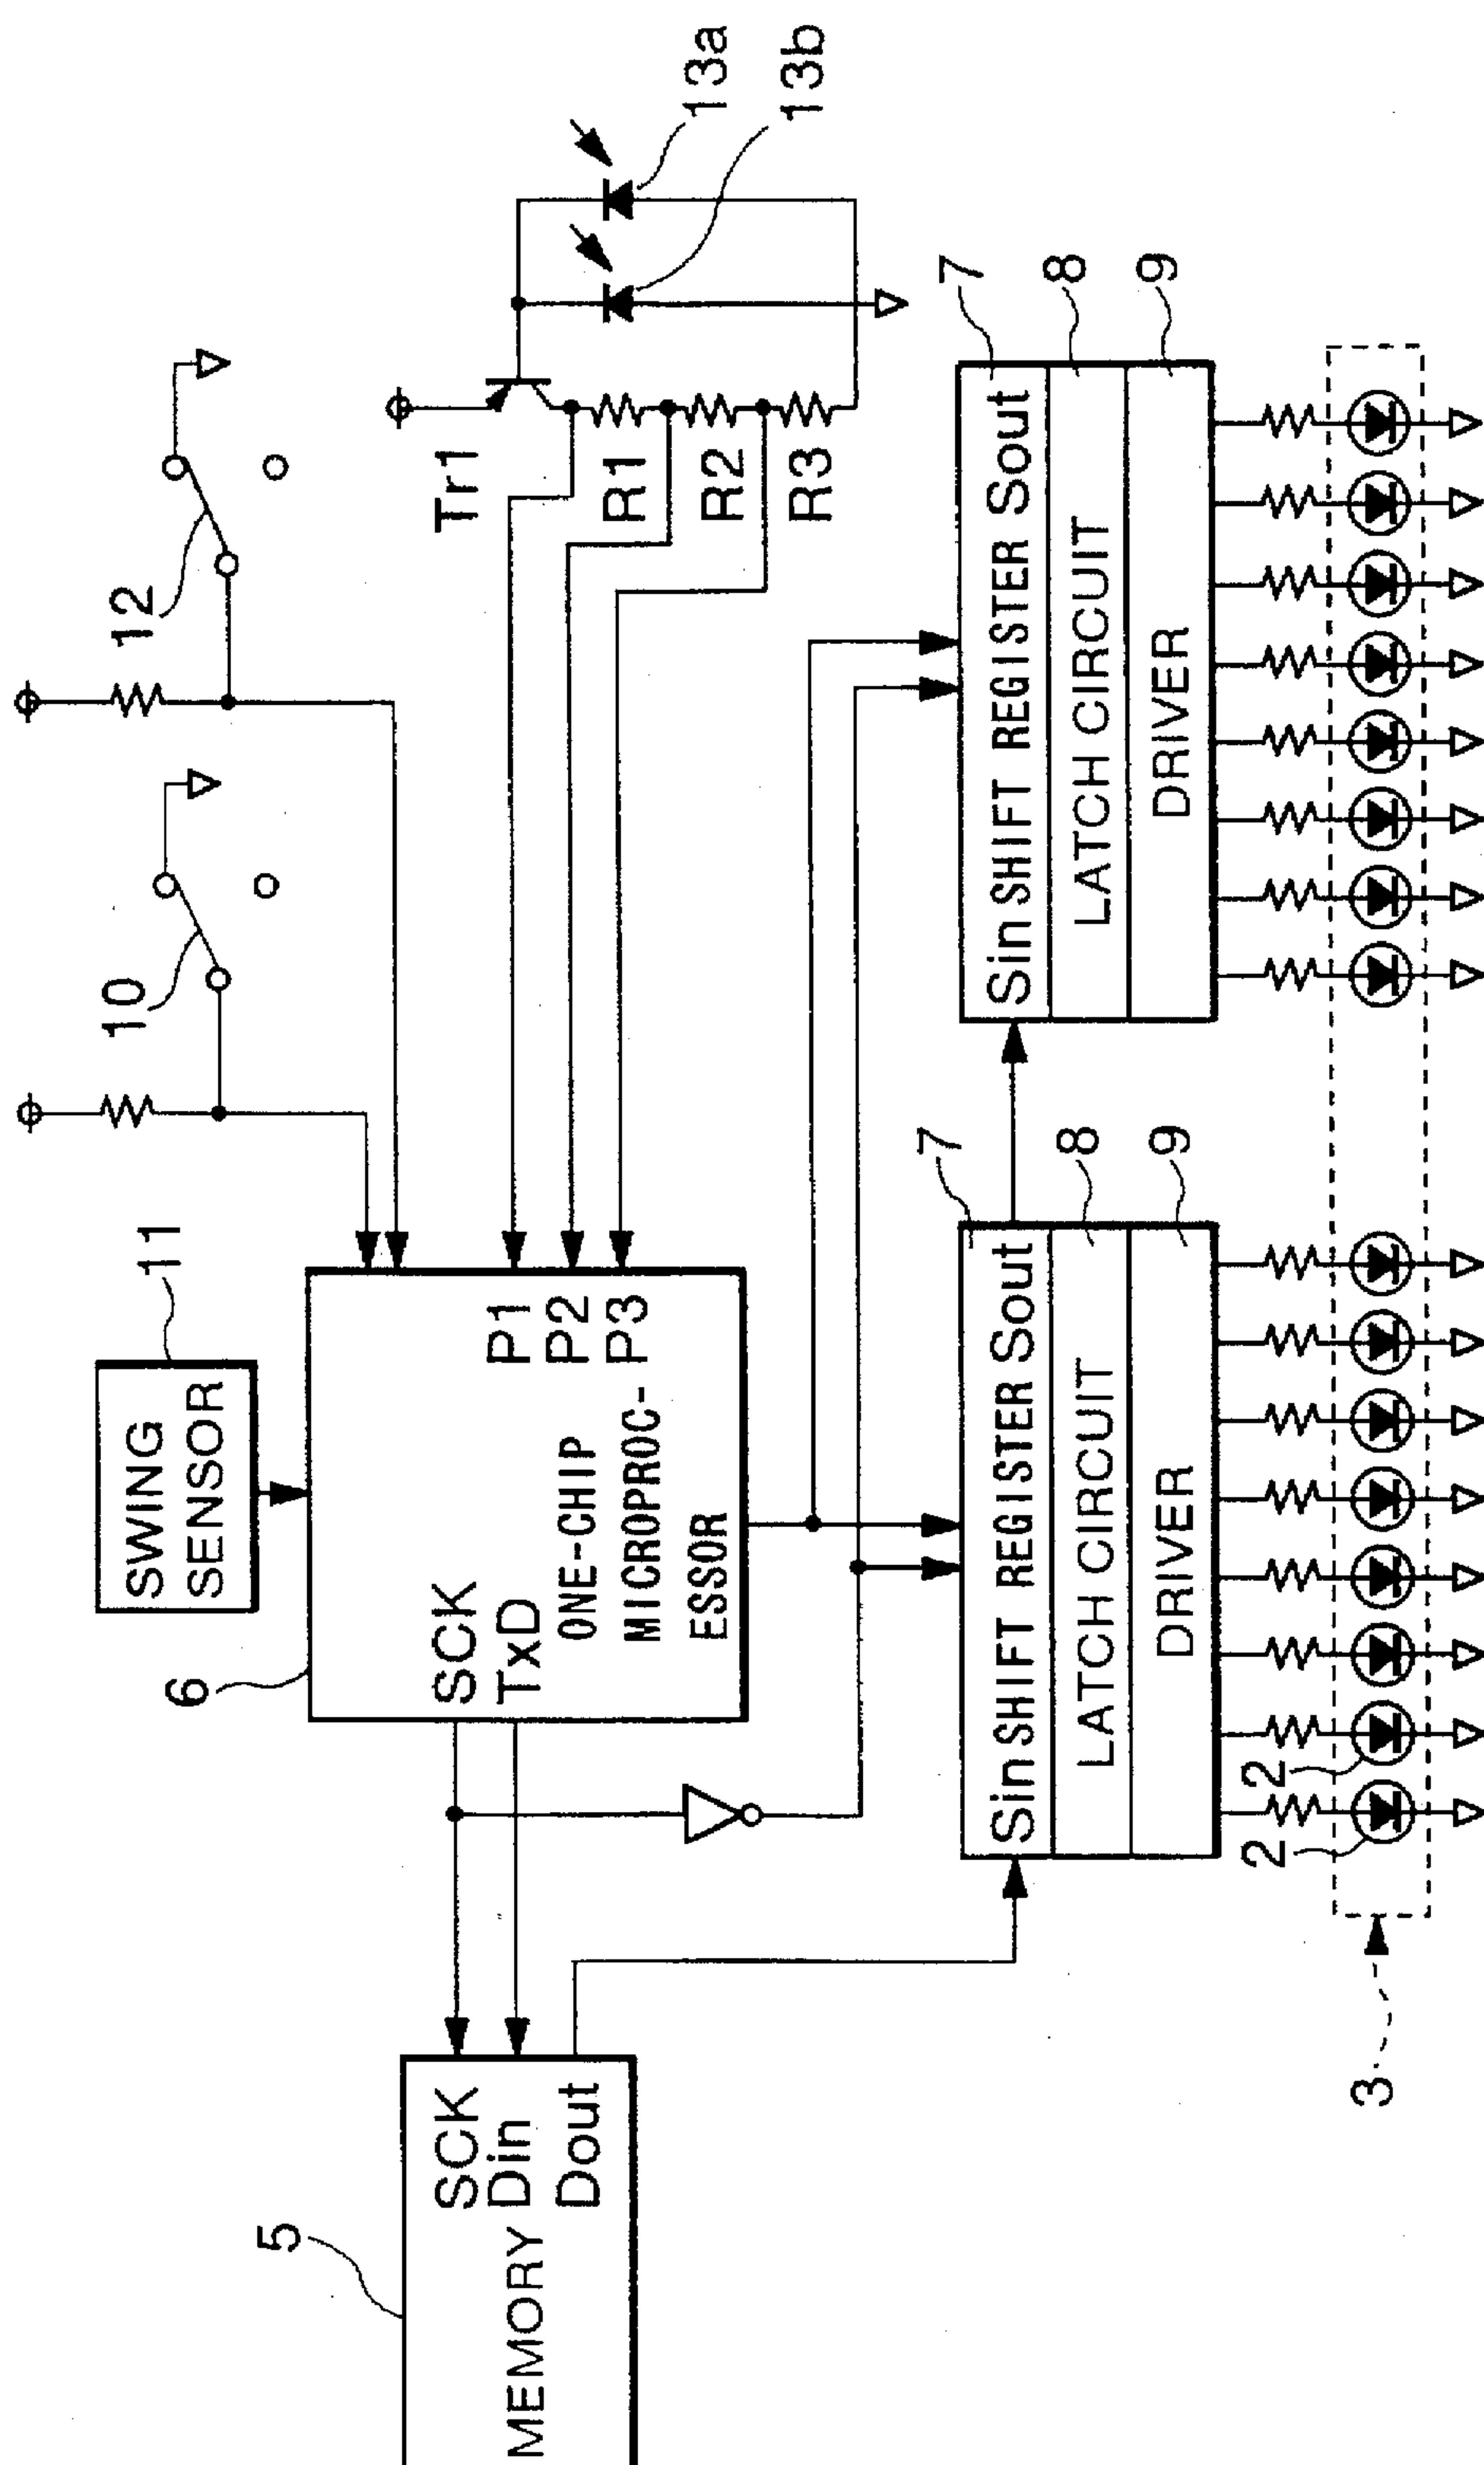 5
MEMORY
SCK
Din
Dout
6
SCK
TxD
ONE-CHIP
MICROPROC-
ESSOR
P1
P2
P3
SWING
SENSOR
11
10
12
Tr1
R1
R2
R3
13a
13b
Sin SHIFT REGISTER Sout
LATCH CIRCUIT
DRIVER
7
8
9
Sin SHIFT REGISTER Sout
LATCH CIRCUIT
DRIVER
7
8
9
2
2
3